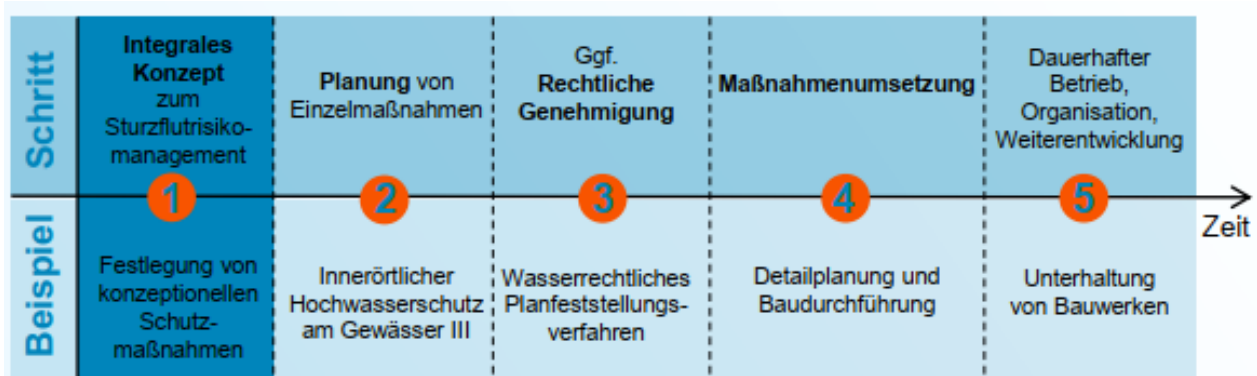 Schritt
Integrales
Konzept
zum
Sturzflutrisiko-
management
Planung von
Einzelmaßnahmen
Ggf.
Rechtliche
Genehmigung
Maßnahmenumsetzung
Dauerhafter
Betrieb,
Organisation,
Weiterentwicklung
1
2
3
4
5
Zeit
Beispiel
Festlegung von
konzeptionellen
Schutz-
maßnahmen
Innerörtlicher
Hochwasserschutz
am Gewässer III
Wasserrechtliches
Planfeststellungs-
verfahren
Detailplanung und
Baudurchführung
Unterhaltung
von Bauwerken